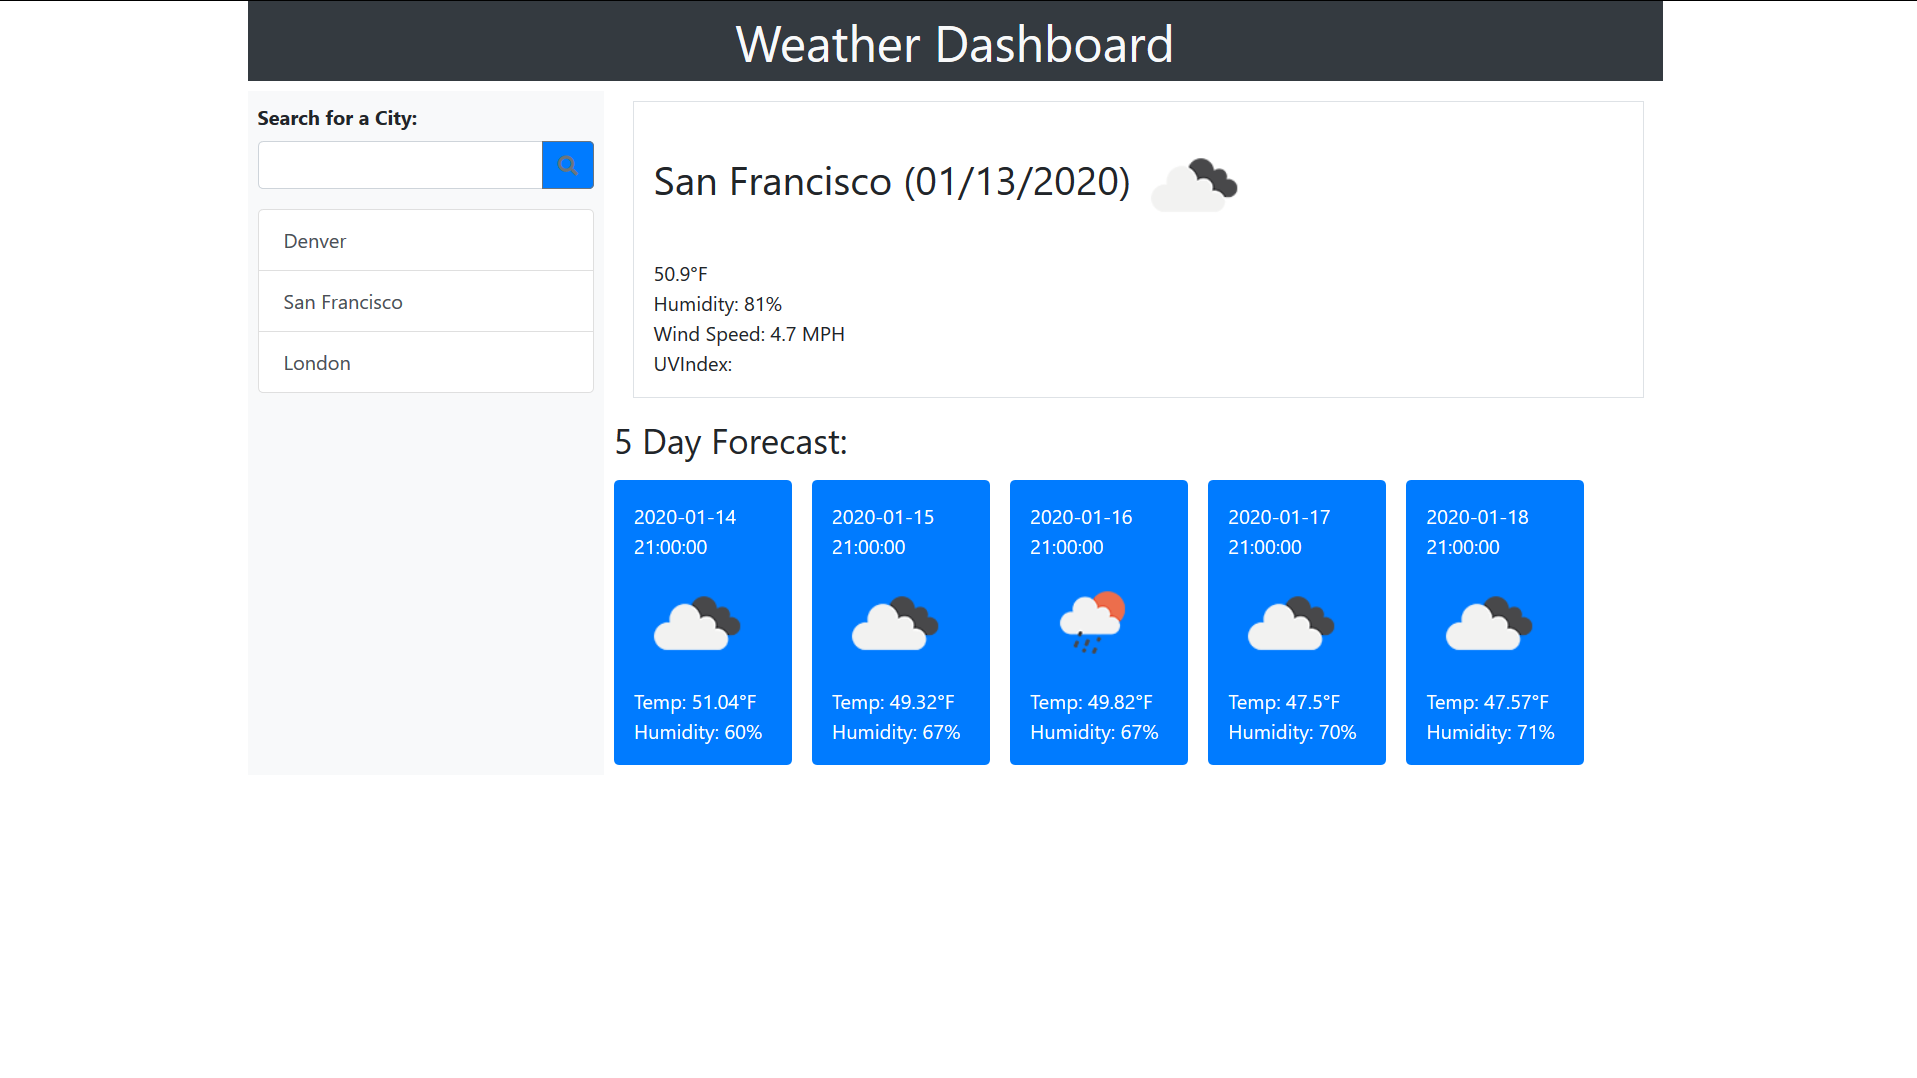 Weather Dashboard
Search for a City:
Denver
San Francisco
London
San Francisco (01/13/2020)
50.9°F
Humidity: 81%
Wind Speed: 4.7 MPH
UVIndex:
5 Day Forecast:
2020-01-14
21:00:00
Temp: 51.04°F
Humidity: 60%
2020-01-15
21:00:00
Temp: 49.32°F
Humidity: 67%
2020-01-16
21:00:00
Temp: 49.82°F
Humidity: 67%
2020-01-17
21:00:00
Temp: 47.5°F
Humidity: 70%
2020-01-18
21:00:00
Temp: 47.57°F
Humidity: 71%